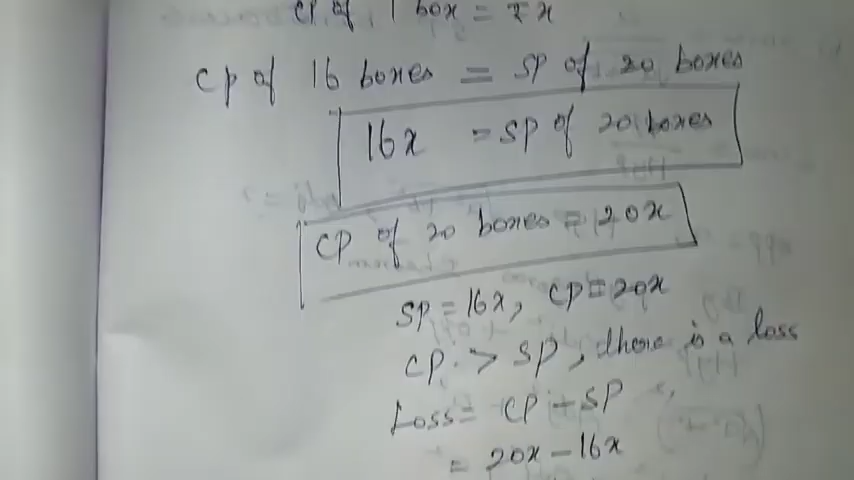 CP of 1 box = ₹ x
CP of 16 boxes = SP of 20 boxes
16x = SP of 20 boxes
CP of 20 boxes = 20x
SP = 16x, CP = 20x
CP > SP, there is a loss
Loss = CP - SP
= 20x - 16x